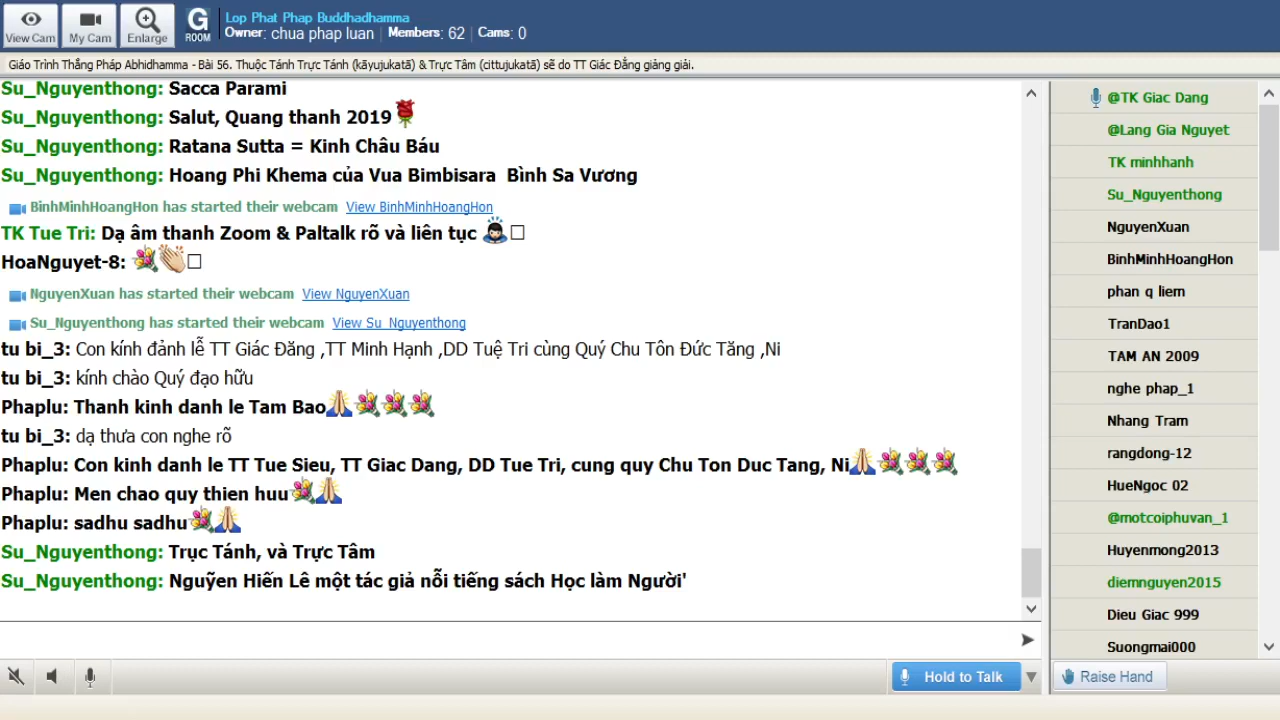 View Cam
My Cam
Enlarge
G
ROOM
Lop Phat Phap Buddhadhamma
Owner: chua phap luan | Members: 62 | Cams: 0
Giáo Trình Thắng Pháp Abhidhamma - Bài 56. Thuộc Tánh Trực Tánh (kāyujukatā) & Trực Tâm (cittujukatā) sẽ do TT Giác Đẳng giảng giải.
Su_Nguyenthong: Sacca Parami
Su_Nguyenthong: Salut, Quang thanh 2019
Su_Nguyenthong: Ratana Sutta = Kinh Châu Báu
Su_Nguyenthong: Hoang Phi Khema của Vua Bimbisara Bình Sa Vương
BinhMinhHoangHon has started their webcam View BinhMinhHoangHon
TK Tue Tri: Dạ âm thanh Zoom & Paltalk rõ và liên tục
HoaNguyet-8:
NguyenXuan has started their webcam View NguyenXuan
Su_Nguyenthong has started their webcam View Su_Nguyenthong
tu bi_3: Con kính đảnh lễ TT Giác Đăng ,TT Minh Hạnh ,DD Tuệ Tri cùng Quý Chu Tôn Đức Tăng ,Ni
tu bi_3: kính chào Quý đạo hữu
Phaplu: Thanh kinh danh le Tam Bao
tu bi_3: dạ thưa con nghe rõ
Phaplu: Con kinh danh le TT Tue Sieu, TT Giac Dang, DD Tue Tri, cung quy Chu Ton Duc Tang, Ni
Phaplu: Men chao quy thien huu
Phaplu: sadhu sadhu
Su_Nguyenthong: Trục Tánh, và Trực Tâm
Su_Nguyenthong: Nguỹen Hiến Lê một tác giả nỗi tiếng sách Học làm Người'
Hold to Talk
@TK Giac Dang
@Lang Gia Nguyet
TK minhhanh
Su_Nguyenthong
NguyenXuan
BinhMinhHoangHon
phan q liem
TranDao1
TAM AN 2009
nghe phap_1
Nhang Tram
rangdong-12
HueNgoc 02
@motcoiphuvan_1
Huyenmong2013
diemnguyen2015
Dieu Giac 999
Suongmai000
Raise Hand